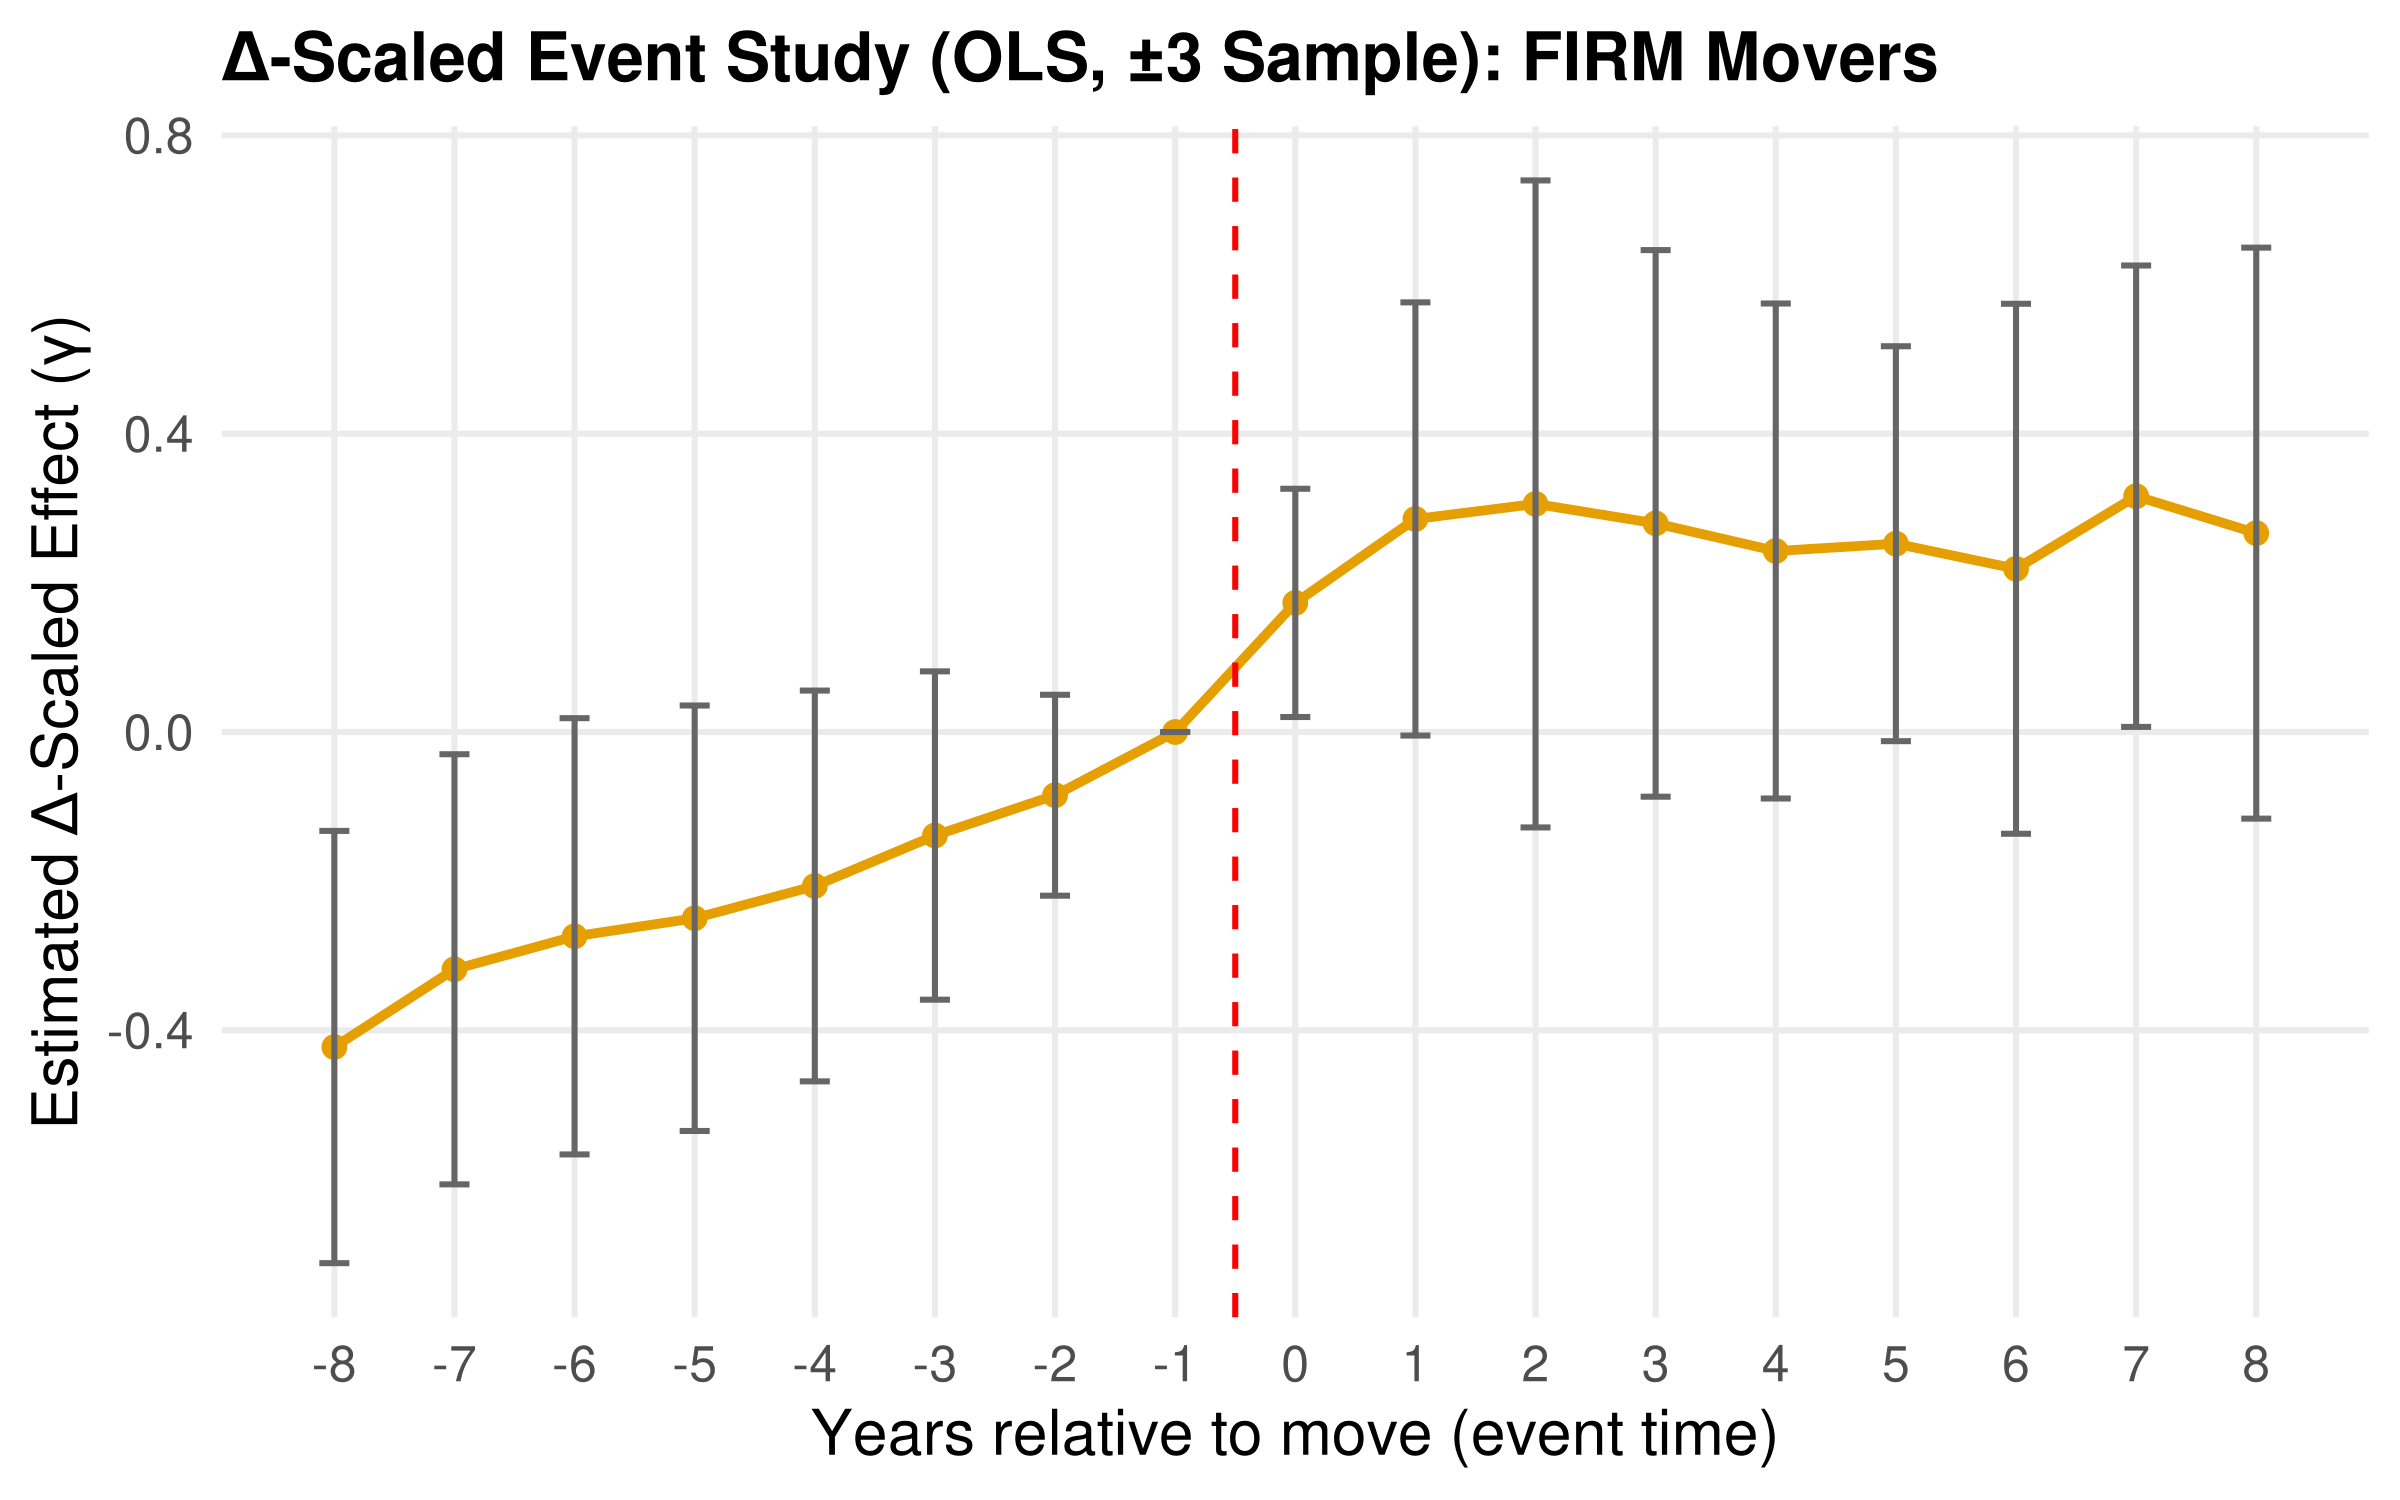 Δ-Scaled Event Study (OLS, ±3 Sample): FIRM Movers
Estimated Δ-Scaled Effect (γ)
0.8
0.4
0.0
-0.4
-8 -7 -6 -5 -4 -3 -2 -1 0 1 2 3 4 5 6 7 8
Years relative to move (event time)